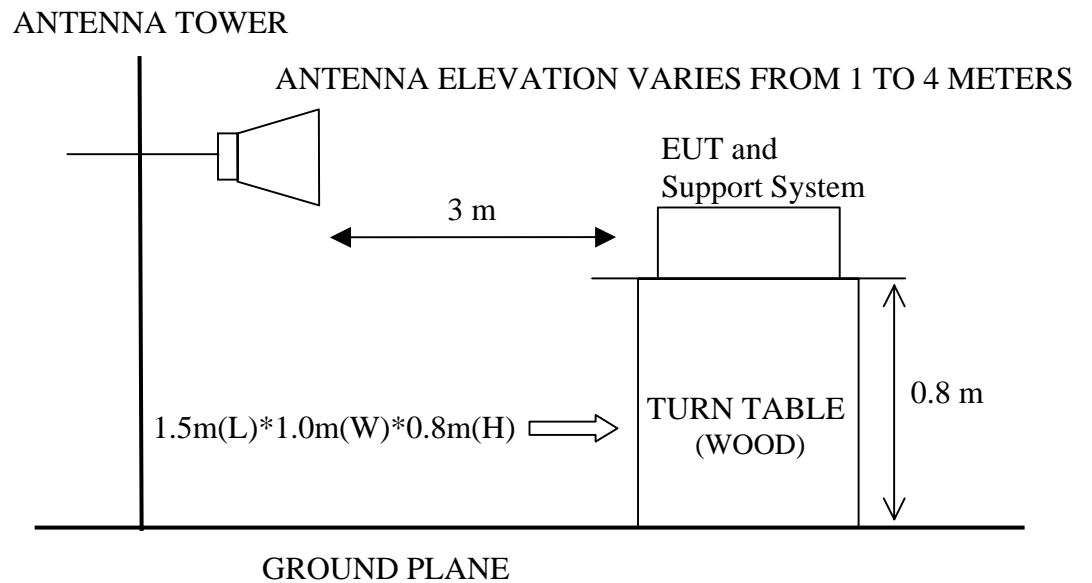 ANTENNA TOWER
ANTENNA ELEVATION VARIES FROM 1 TO 4 METERS
EUT and
Support System
3 m
1.5m(L)*1.0m(W)*0.8m(H)
TURN TABLE
(WOOD)
0.8 m
GROUND PLANE